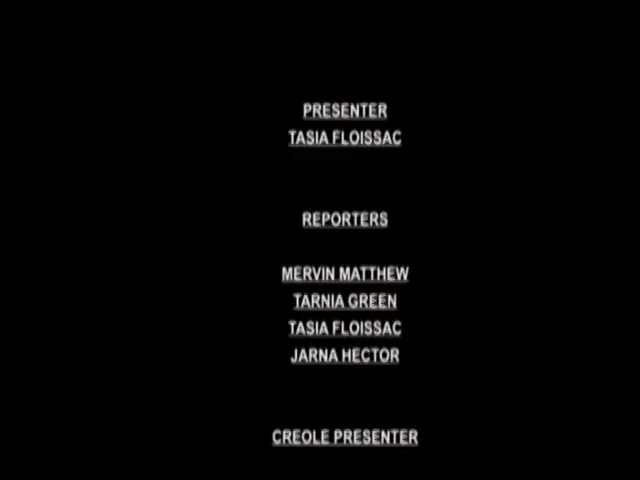 PRESENTER
TASIA FLOISSAC
REPORTERS
MERVIN MATTHEW
TARNIA GREEN
TASIA FLOISSAC
JARNA HECTOR
CREOLE PRESENTER